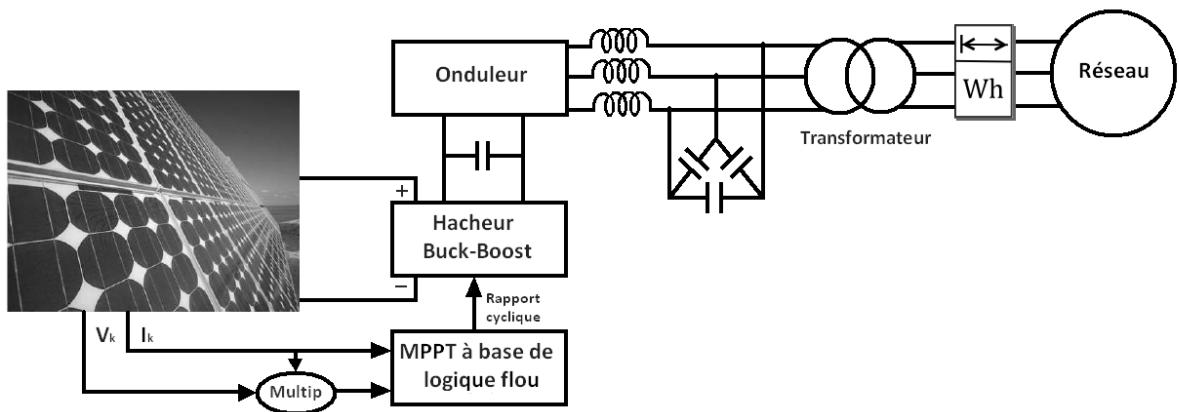 Onduleur
Transformateur
Wh
Réseau
+
Hacheur
Buck-Boost
−
Rapport
cyclique
Vk
Ik
MPPT à base de
logique flou
Multip